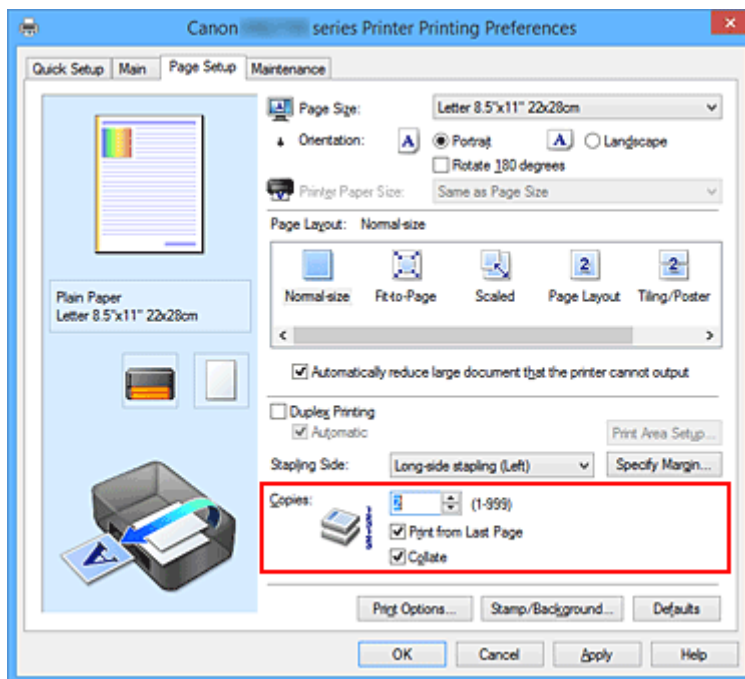 Canon series Printer Printing Preferences
Quick Setup Main Page Setup Maintenance
Page Size: Letter 8.5"x11" 22x28cm
Orientation: A Portrait A Landscape
Rotate 180 degrees
Printer Paper Size: Same as Page Size
Page Layout: Normal-size
Normal-size Fit-to-Page Scaled Page Layout Tiling/Poster
Plain Paper
Letter 8.5"x11" 22x28cm
Automatically reduce large document that the printer cannot output
Duplex Printing
Automatic
Print Area Setup...
Stapling Side: Long-side stapling (Left) Specify Margin...
Copies: 2 (1-999)
Print from Last Page
Collate
Print Options... Stamp/Background... Defaults
OK Cancel Apply Help